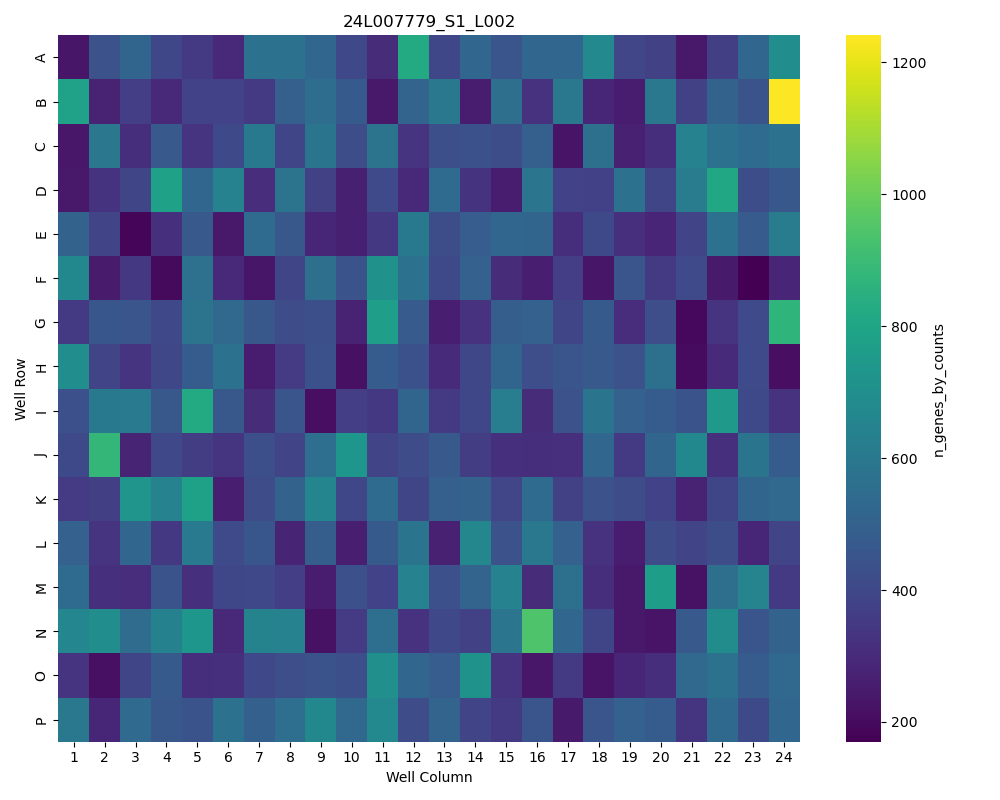 24L007779_S1_L002
A
B
C
D
E
F
G
H
I
J
K
L
M
N
O
P
Well Row
1 2 3 4 5 6 7 8 9 10 11 12 13 14 15 16 17 18 19 20 21 22 23 24
Well Column
1200
1000
800
600
400
200
n_genes_by_counts